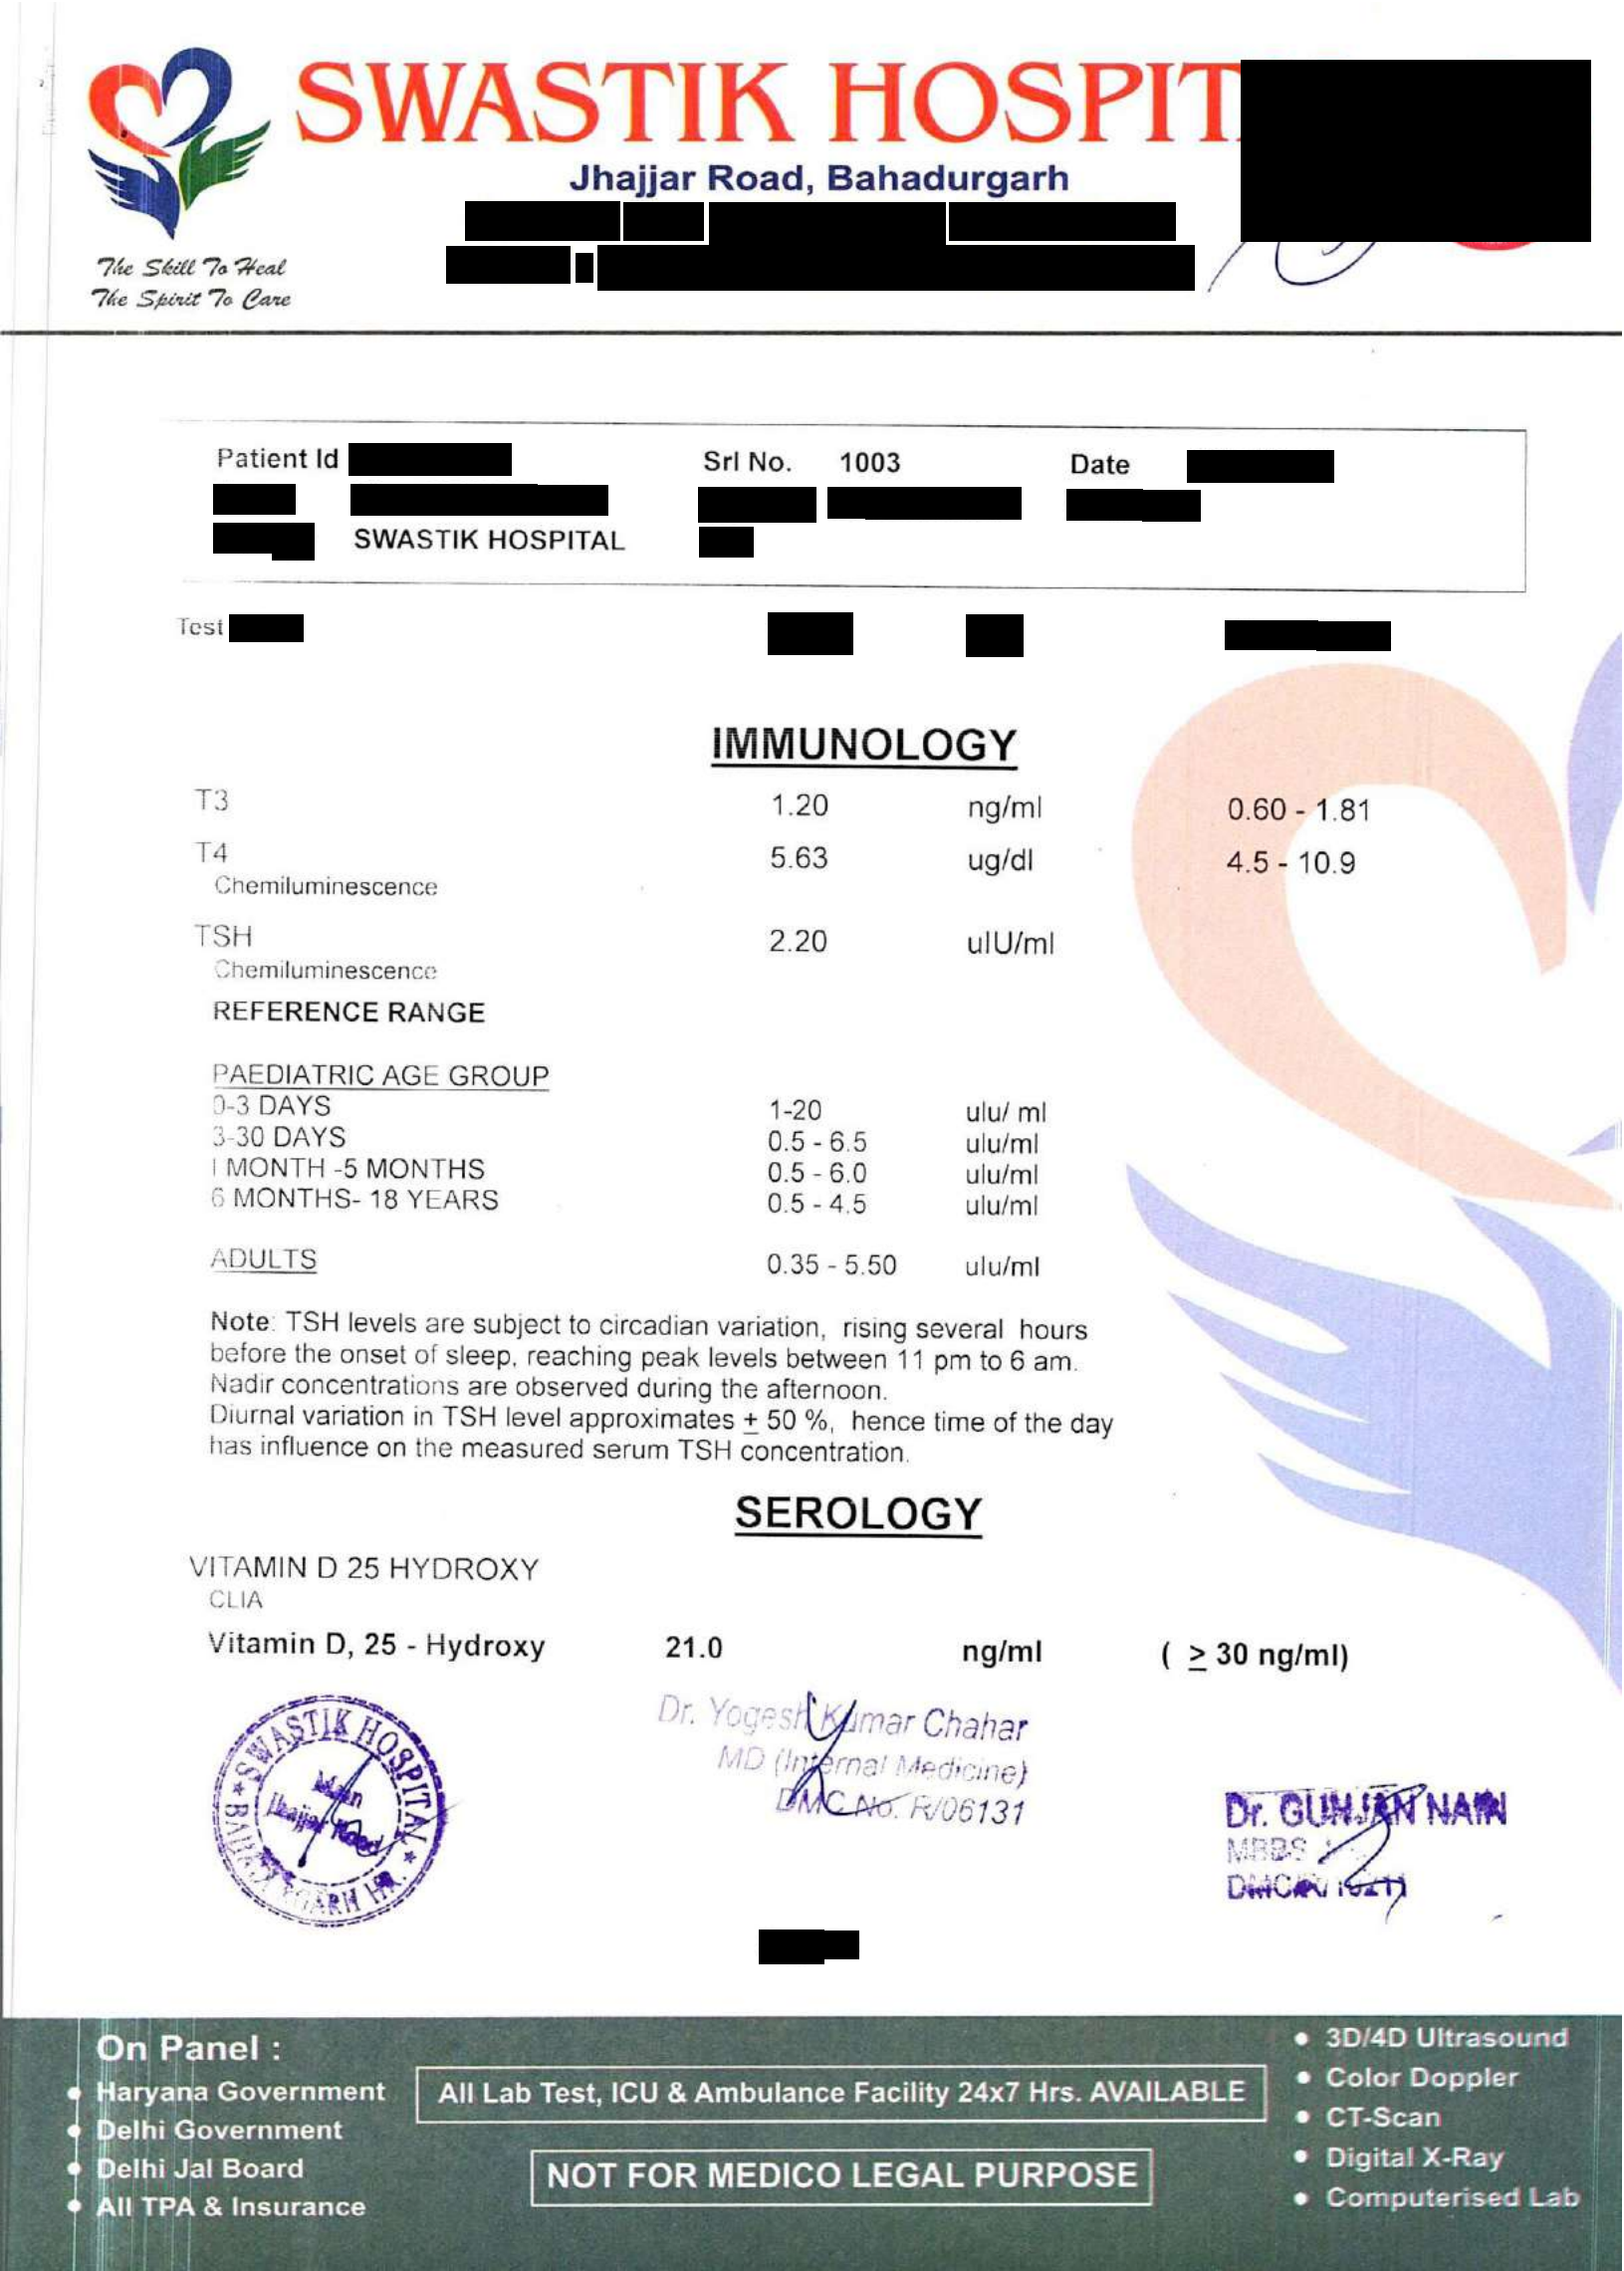 SWASTIK HOSPIT
Jhajjar Road, Bahadurgarh
The Skill To Heal
The Spirit To Care
Patient Id Srl No. 1003 Date
SWASTIK HOSPITAL
Test
IMMUNOLOGY
T3 1.20 ng/ml 0.60 - 1.81
T4 5.63 ug/dl 4.5 - 10.9
Chemiluminescence
TSH 2.20 uIU/ml
Chemiluminescence
REFERENCE RANGE
PAEDIATRIC AGE GROUP
0-3 DAYS 1-20 ulu/ ml
3-30 DAYS 0.5 - 6.5 ulu/ml
I MONTH -5 MONTHS 0.5 - 6.0 ulu/ml
6 MONTHS- 18 YEARS 0.5 - 4.5 ulu/ml
ADULTS 0.35 - 5.50 ulu/ml
Note: TSH levels are subject to circadian variation, rising several hours
before the onset of sleep, reaching peak levels between 11 pm to 6 am.
Nadir concentrations are observed during the afternoon.
Diurnal variation in TSH level approximates ± 50 %, hence time of the day
has influence on the measured serum TSH concentration.
SEROLOGY
VITAMIN D 25 HYDROXY
CLIA
Vitamin D, 25 - Hydroxy 21.0 ng/ml ( ≥ 30 ng/ml)
SWASTIK HOSPITAL
Main
Jhajjar Road
Dr. Yogesh Kumar Chahar
MD (Internal Medicine)
DMC No. R/06131
Dr. GUNJAN NAIN
MBBS
On Panel :
Haryana Government
Delhi Government
Delhi Jal Board
All TPA & Insurance
All Lab Test, ICU & Ambulance Facility 24x7 Hrs. AVAILABLE
NOT FOR MEDICO LEGAL PURPOSE
3D/4D Ultrasound
Color Doppler
CT-Scan
Digital X-Ray
Computerised Lab